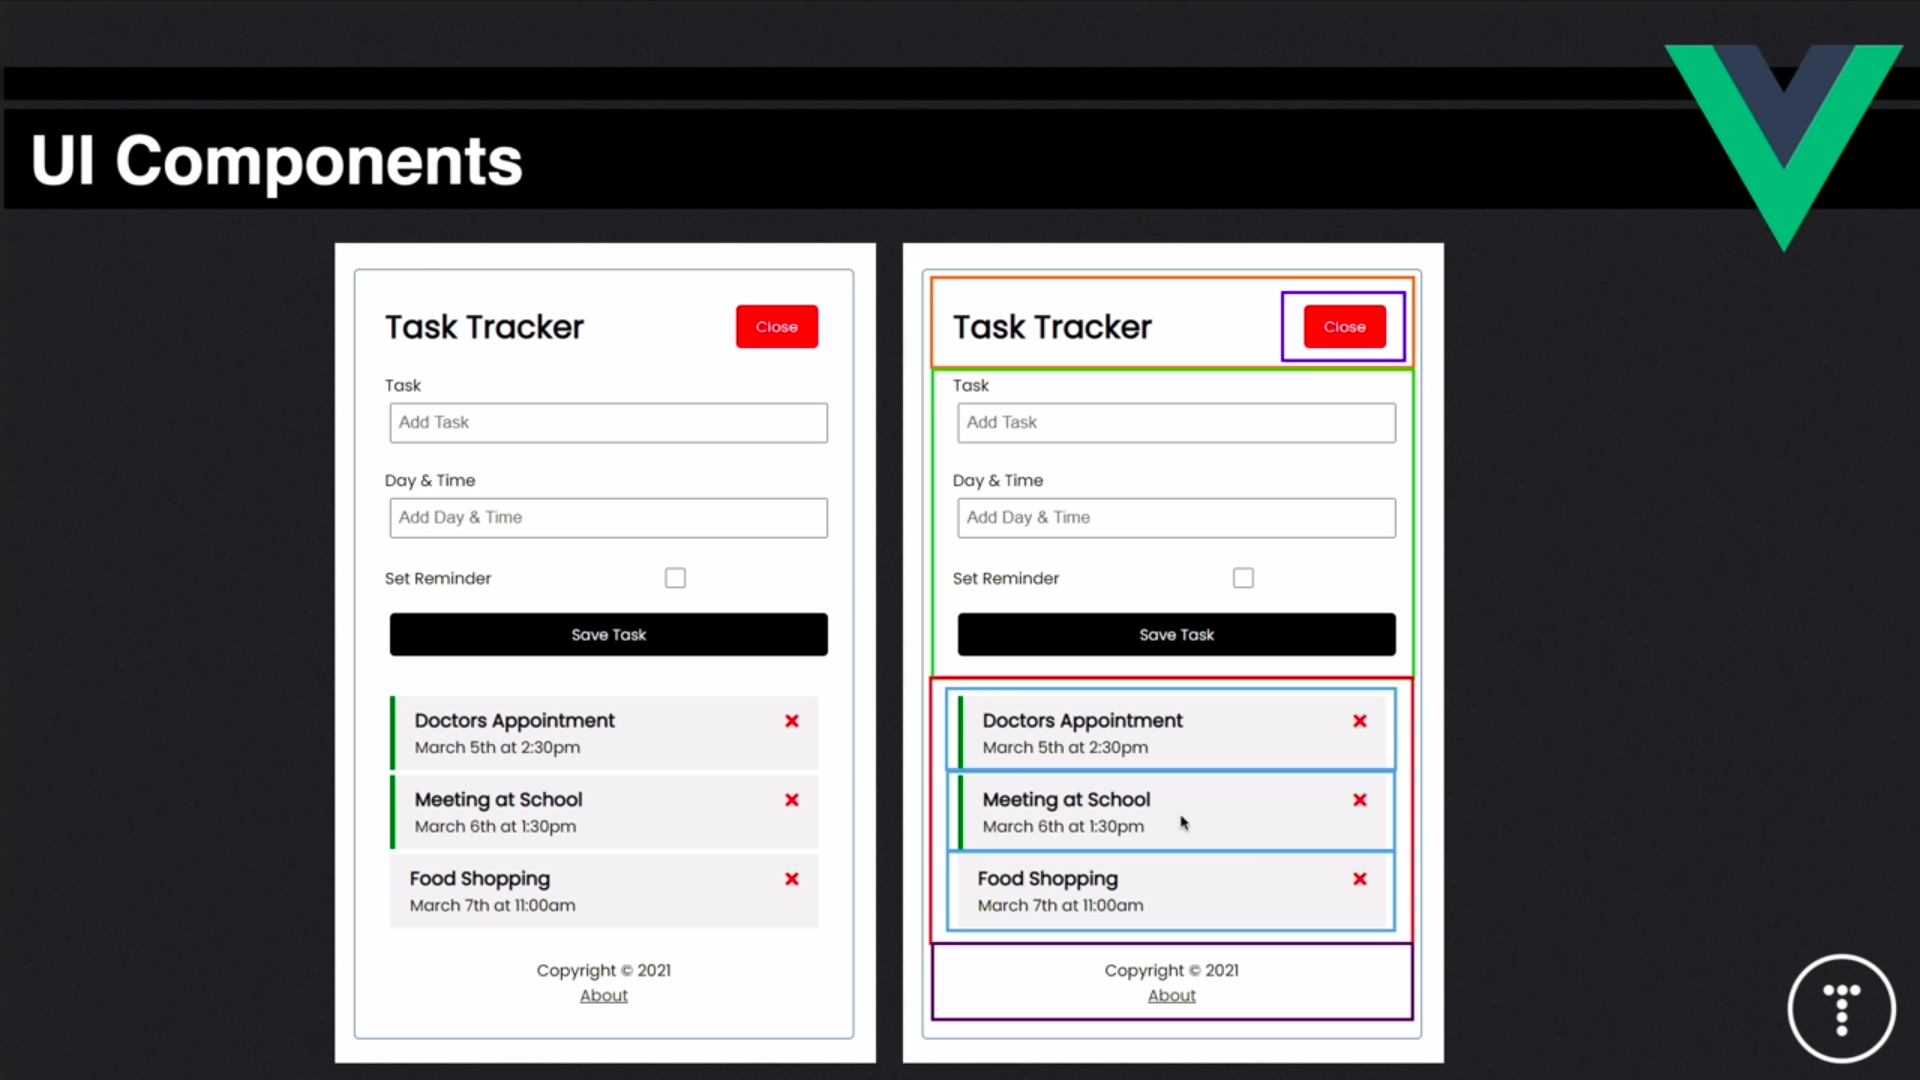 UI Components
Task Tracker
Close
Task
Add Task
Day & Time
Add Day & Time
Set Reminder
Save Task
Doctors Appointment
March 5th at 2:30pm
Meeting at School
March 6th at 1:30pm
Food Shopping
March 7th at 11:00am
Copyright © 2021
About
Task Tracker
Close
Task
Add Task
Day & Time
Add Day & Time
Set Reminder
Save Task
Doctors Appointment
March 5th at 2:30pm
Meeting at School
March 6th at 1:30pm
Food Shopping
March 7th at 11:00am
Copyright © 2021
About